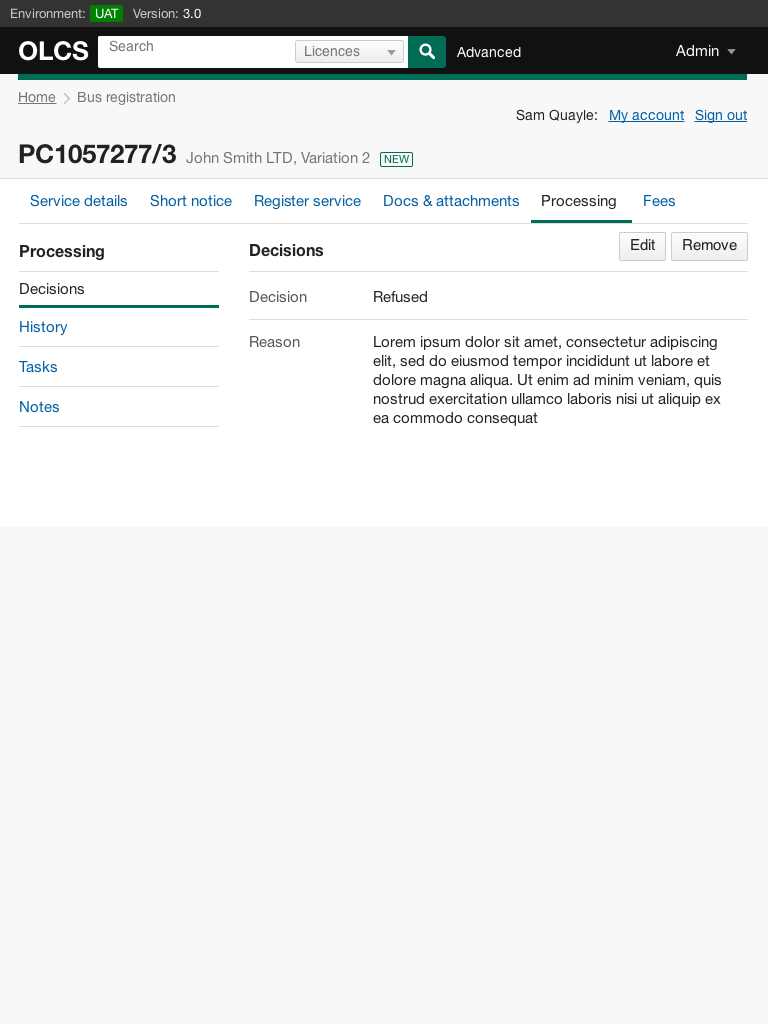 Environment: UAT Version: 3.0
OLCS Search Licences Advanced Admin
Home Bus registration
Sam Quayle: My account Sign out
PC1057277/3 John Smith LTD, Variation 2 NEW
Service details Short notice Register service Docs & attachments Processing Fees
Processing
Decisions
History
Tasks
Notes
Decisions Edit Remove
Decision Refused
Reason Lorem ipsum dolor sit amet, consectetur adipiscing
elit, sed do eiusmod tempor incididunt ut labore et
dolore magna aliqua. Ut enim ad minim veniam, quis
nostrud exercitation ullamco laboris nisi ut aliquip ex
ea commodo consequat